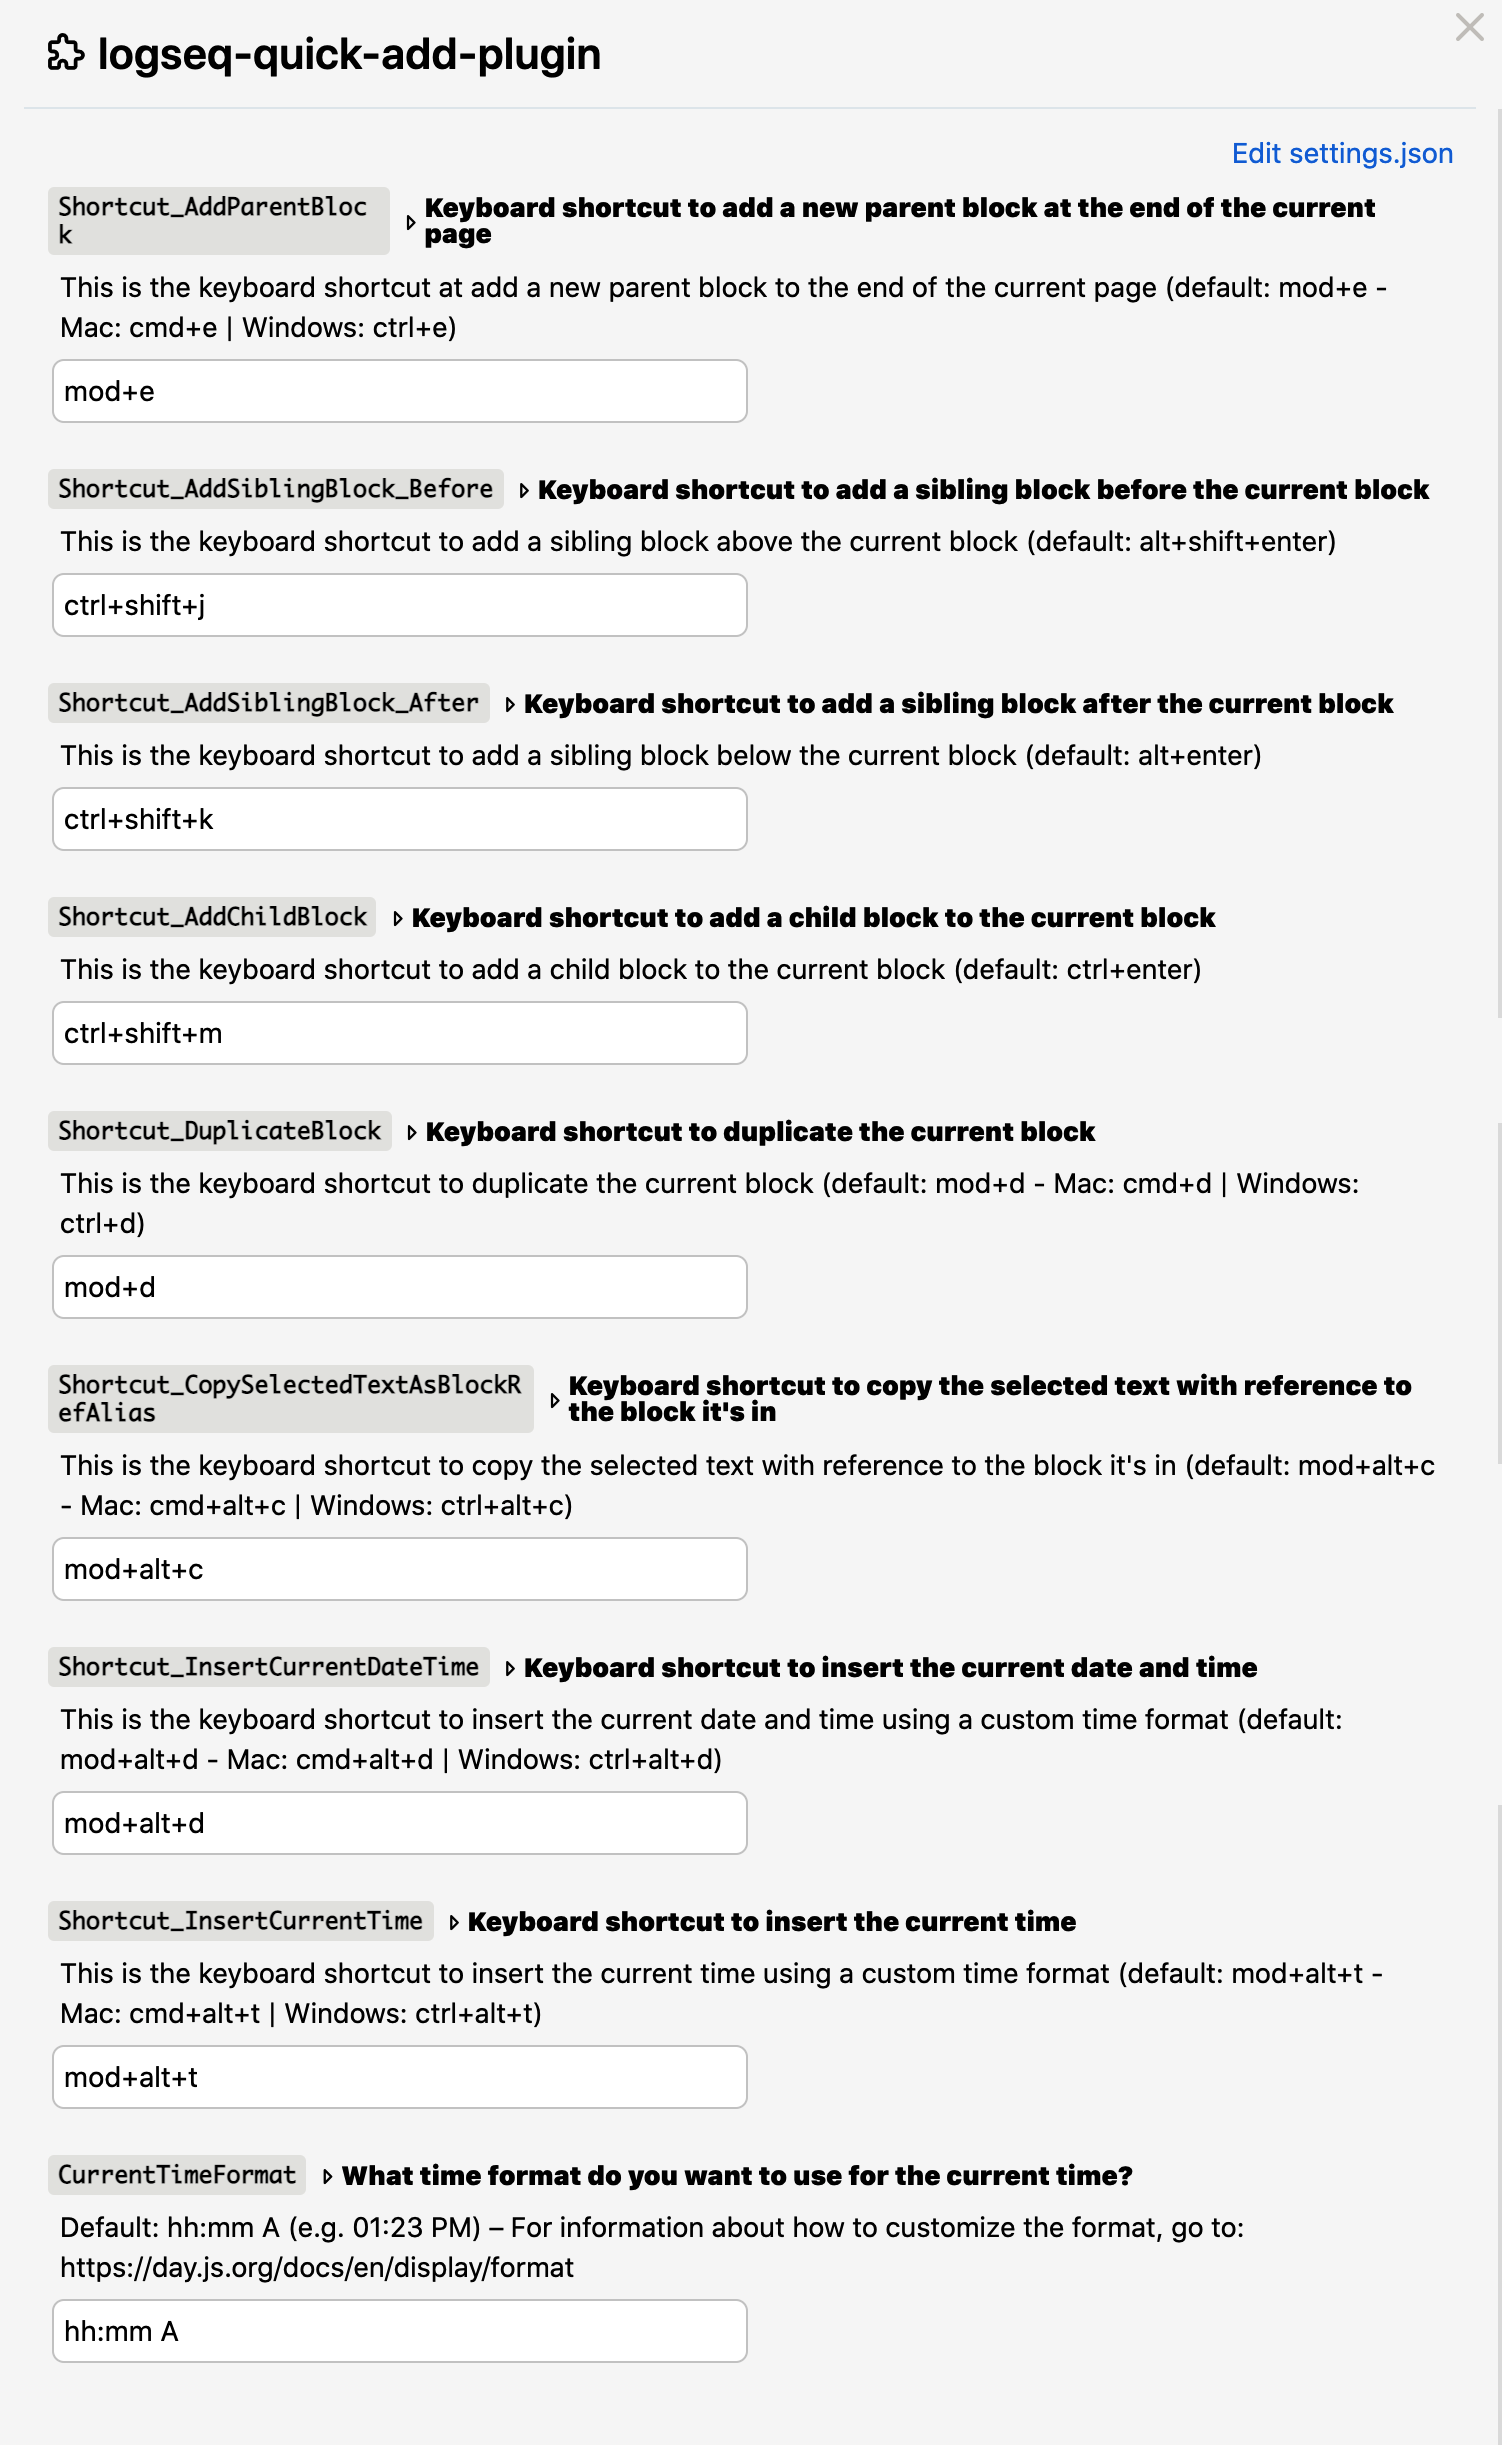 logseq-quick-add-plugin
Edit settings.json
Shortcut_AddParentBloc
k
Keyboard shortcut to add a new parent block at the end of the current
page
This is the keyboard shortcut at add a new parent block to the end of the current page (default: mod+e -
Mac: cmd+e | Windows: ctrl+e)
mod+e
Shortcut_AddSiblingBlock_Before Keyboard shortcut to add a sibling block before the current block
This is the keyboard shortcut to add a sibling block above the current block (default: alt+shift+enter)
ctrl+shift+j
Shortcut_AddSiblingBlock_After Keyboard shortcut to add a sibling block after the current block
This is the keyboard shortcut to add a sibling block below the current block (default: alt+enter)
ctrl+shift+k
Shortcut_AddChildBlock Keyboard shortcut to add a child block to the current block
This is the keyboard shortcut to add a child block to the current block (default: ctrl+enter)
ctrl+shift+m
Shortcut_DuplicateBlock Keyboard shortcut to duplicate the current block
This is the keyboard shortcut to duplicate the current block (default: mod+d - Mac: cmd+d | Windows:
ctrl+d)
mod+d
Shortcut_CopySelectedTextAsBlockR
efAlias
Keyboard shortcut to copy the selected text with reference to
the block it's in
This is the keyboard shortcut to copy the selected text with reference to the block it's in (default: mod+alt+c
- Mac: cmd+alt+c | Windows: ctrl+alt+c)
mod+alt+c
Shortcut_InsertCurrentDateTime Keyboard shortcut to insert the current date and time
This is the keyboard shortcut to insert the current date and time using a custom time format (default:
mod+alt+d - Mac: cmd+alt+d | Windows: ctrl+alt+d)
mod+alt+d
Shortcut_InsertCurrentTime Keyboard shortcut to insert the current time
This is the keyboard shortcut to insert the current time using a custom time format (default: mod+alt+t -
Mac: cmd+alt+t | Windows: ctrl+alt+t)
mod+alt+t
CurrentTimeFormat What time format do you want to use for the current time?
Default: hh:mm A (e.g. 01:23 PM) – For information about how to customize the format, go to:
https://day.js.org/docs/en/display/format
hh:mm A